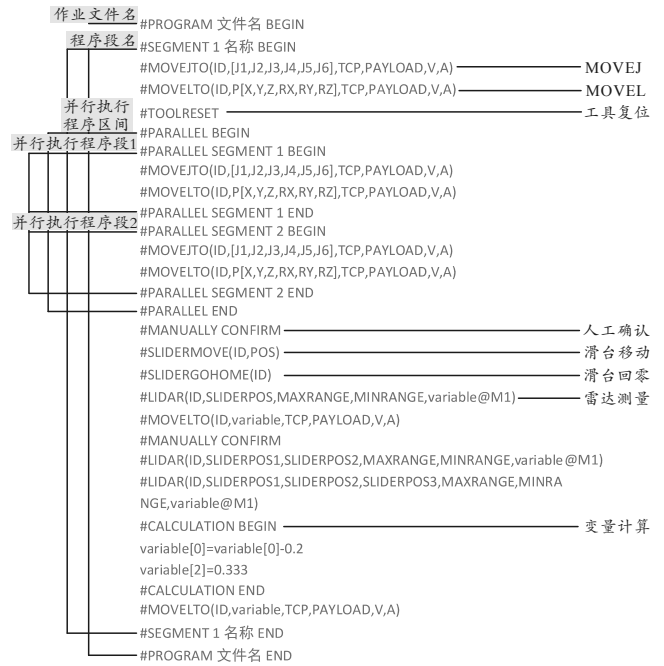 作业文件名
#PROGRAM 文件名 BEGIN
程序段名
#SEGMENT 1 名称 BEGIN
#MOVEJTO(ID,[J1,J2,J3,J4,J5,J6],TCP,PAYLOAD,V,A) MOVEJ
#MOVELTO(ID,P[X,Y,Z,RX,RY,RZ],TCP,PAYLOAD,V,A) MOVEL
并行执行
程序区间
#TOOLRESET 工具复位
#PARALLEL BEGIN
并行执行程序段1
#PARALLEL SEGMENT 1 BEGIN
#MOVEJTO(ID,[J1,J2,J3,J4,J5,J6],TCP,PAYLOAD,V,A)
#MOVELTO(ID,P[X,Y,Z,RX,RY,RZ],TCP,PAYLOAD,V,A)
#PARALLEL SEGMENT 1 END
并行执行程序段2
#PARALLEL SEGMENT 2 BEGIN
#MOVEJTO(ID,[J1,J2,J3,J4,J5,J6],TCP,PAYLOAD,V,A)
#MOVELTO(ID,P[X,Y,Z,RX,RY,RZ],TCP,PAYLOAD,V,A)
#PARALLEL SEGMENT 2 END
#PARALLEL END
#MANUALLY CONFIRM 人工确认
#SLIDERMOVE(ID,POS) 滑台移动
#SLIDERGOHOME(ID) 滑台回零
#LIDAR(ID,SLIDERPOS,MAXRANGE,MINRANGE,variable@M1) 雷达测量
#MOVELTO(ID,variable,TCP,PAYLOAD,V,A)
#MANUALLY CONFIRM
#LIDAR(ID,SLIDERPOS1,SLIDERPOS2,MAXRANGE,MINRANGE,variable@M1)
#LIDAR(ID,SLIDERPOS1,SLIDERPOS2,SLIDERPOS3,MAXRANGE,MINRA
NGE,variable@M1)
#CALCULATION BEGIN 变量计算
variable[0]=variable[0]-0.2
variable[2]=0.333
#CALCULATION END
#MOVELTO(ID,variable,TCP,PAYLOAD,V,A)
#SEGMENT 1 名称 END
#PROGRAM 文件名 END